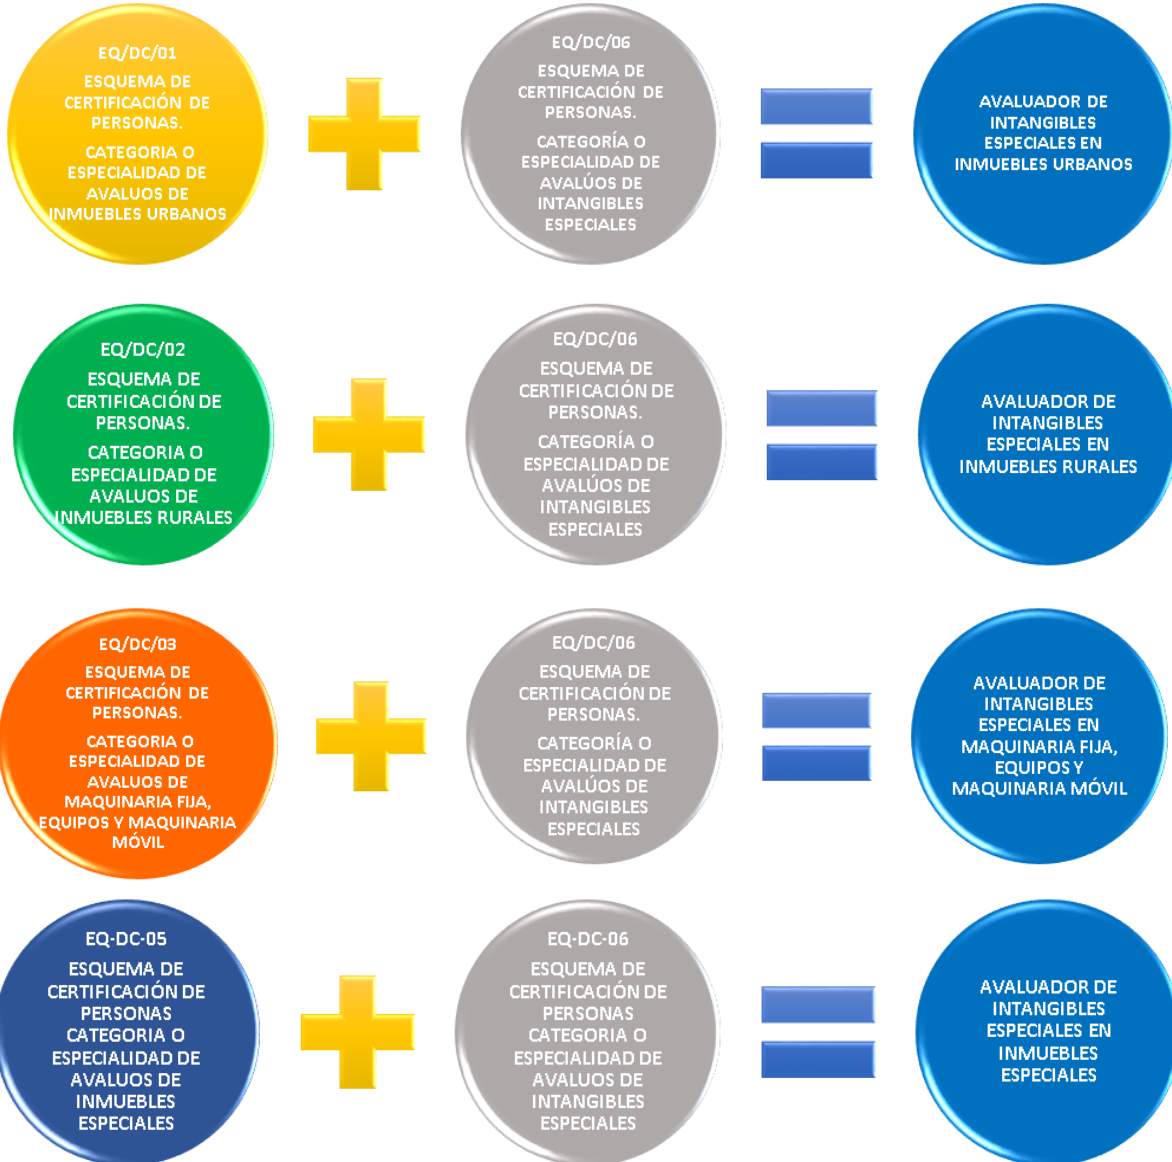 EQ/DC/01
ESQUEMA DE
CERTIFICACIÓN DE
PERSONAS.
CATEGORIA O
ESPECIALIDAD DE
AVALUOS DE
INMUEBLES URBANOS
EQ/DC/06
ESQUEMA DE
CERTIFICACIÓN DE
PERSONAS.
CATEGORÍA O
ESPECIALIDAD DE
AVALÚOS DE
INTANGIBLES
ESPECIALES
AVALUADOR DE
INTANGIBLES
ESPECIALES EN
INMUEBLES URBANOS
EQ/DC/02
ESQUEMA DE
CERTIFICACIÓN DE
PERSONAS.
CATEGORIA O
ESPECIALIDAD DE
AVALUOS DE
INMUEBLES RURALES
EQ/DC/06
ESQUEMA DE
CERTIFICACIÓN DE
PERSONAS.
CATEGORÍA O
ESPECIALIDAD DE
AVALÚOS DE
INTANGIBLES
ESPECIALES
AVALUADOR DE
INTANGIBLES
ESPECIALES EN
INMUEBLES RURALES
EQ/DC/03
ESQUEMA DE
CERTIFICACIÓN DE
PERSONAS.
CATEGORIA O
ESPECIALIDAD DE
AVALUOS DE
MAQUINARIA FIJA,
EQUIPOS Y MAQUINARIA
MÓVIL
EQ/DC/06
ESQUEMA DE
CERTIFICACIÓN DE
PERSONAS.
CATEGORÍA O
ESPECIALIDAD DE
AVALÚOS DE
INTANGIBLES
ESPECIALES
AVALUADOR DE
INTANGIBLES
ESPECIALES EN
MAQUINARIA FIJA,
EQUIPOS Y
MAQUINARIA MÓVIL
EQ-DC-05
ESQUEMA DE
CERTIFICACIÓN DE
PERSONAS
CATEGORIA O
ESPECIALIDAD DE
AVALUOS DE
INMUEBLES
ESPECIALES
EQ-DC-06
ESQUEMA DE
CERTIFICACIÓN DE
PERSONAS
CATEGORIA O
ESPECIALIDAD DE
AVALUOS DE
INTANGIBLES
ESPECIALES
AVALUADOR DE
INTANGIBLES
ESPECIALES EN
INMUEBLES
ESPECIALES